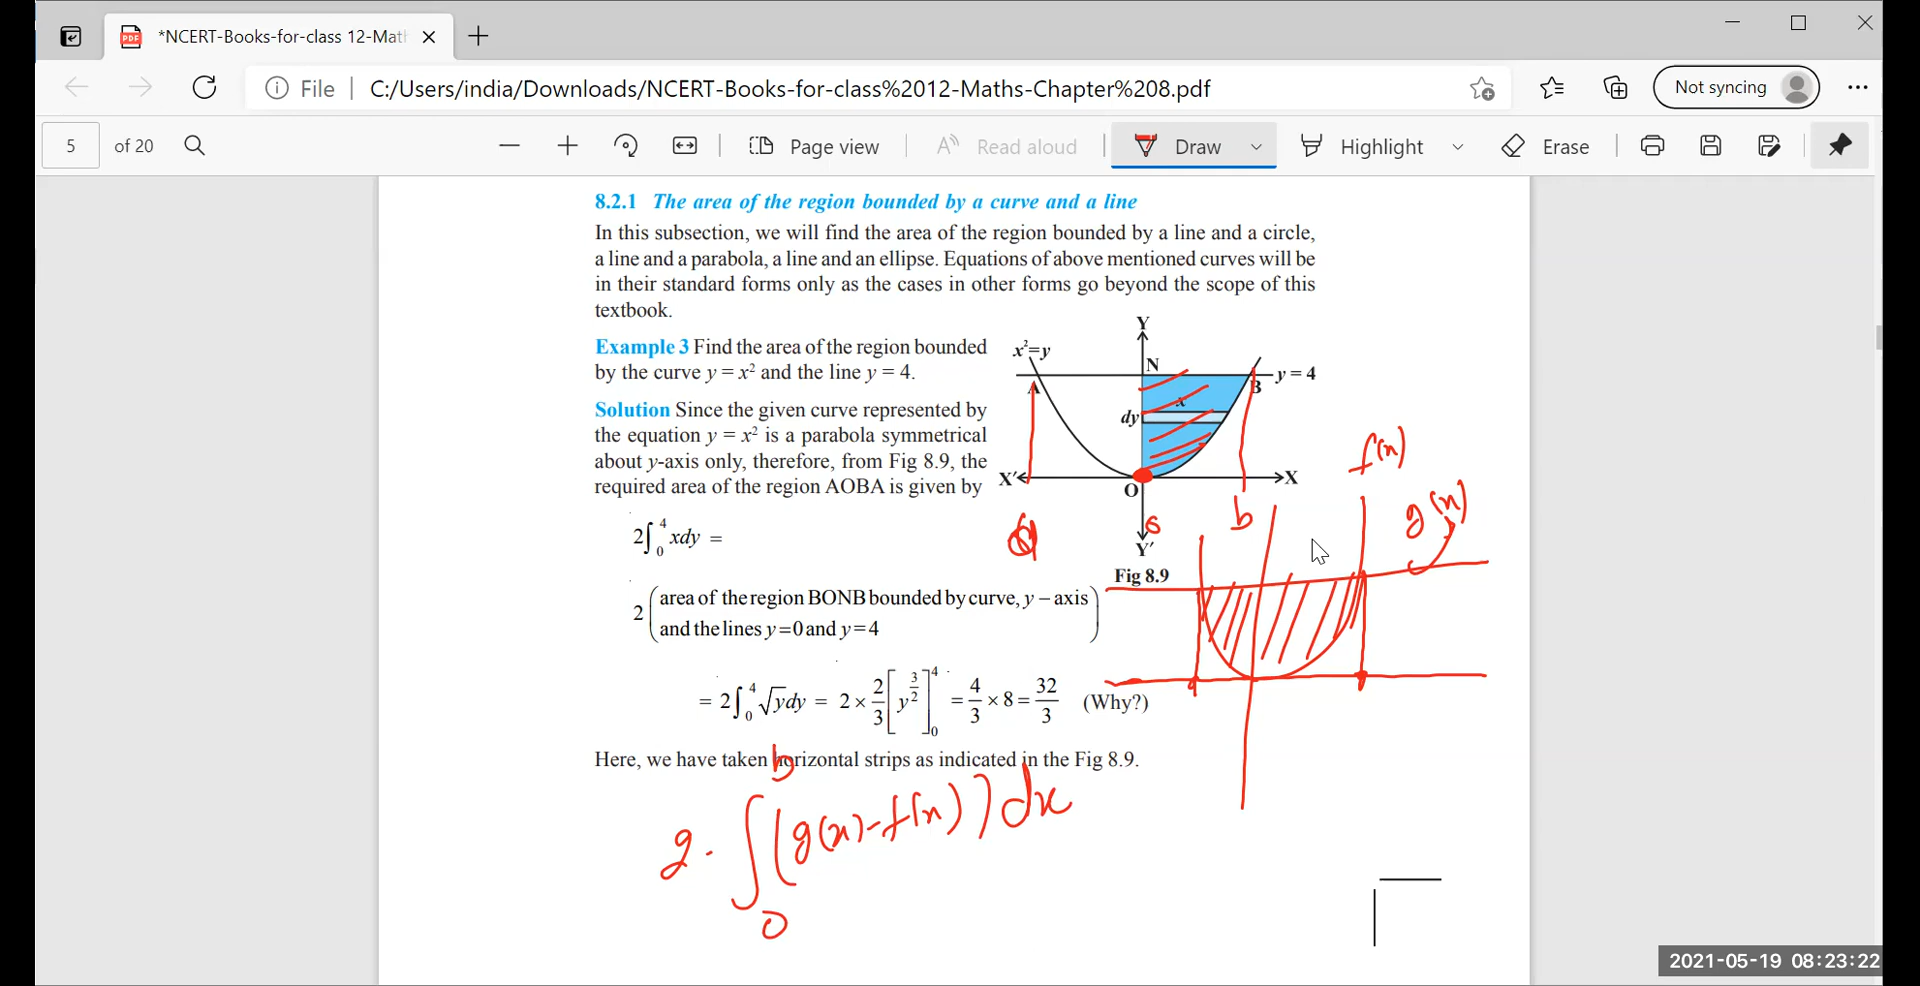 *NCERT-Books-for-class 12-Math
File | C:/Users/india/Downloads/NCERT-Books-for-class%2012-Maths-Chapter%208.pdf
Not syncing
5 of 20
Page view
Read aloud
Draw
Highlight
Erase
8.2.1 The area of the region bounded by a curve and a line
In this subsection, we will find the area of the region bounded by a line and a circle,
a line and a parabola, a line and an ellipse. Equations of above mentioned curves will be
in their standard forms only as the cases in other forms go beyond the scope of this
textbook.
Example 3 Find the area of the region bounded
by the curve y = x² and the line y = 4.
Solution Since the given curve represented by
the equation y = x² is a parabola symmetrical
about y-axis only, therefore, from Fig 8.9, the
required area of the region AOBA is given by
2∫₀⁴ xdy =
2 (area of the region BONB bounded by curve, y – axis
and the lines y = 0 and y = 4)
= 2∫₀⁴ √y dy = 2 × 2/3 [y^(3/2)]₀⁴ = 4/3 × 8 = 32/3 (Why?)
Here, we have taken horizontal strips as indicated in the Fig 8.9.
Y
x²=y
N
y = 4
A
B
x
dy
X′
X
O
Y′
Fig 8.9
b
f(x)
g(x)
b
2. ∫ (g(x)-f(x)) dx
0
2021-05-19 08:23:22